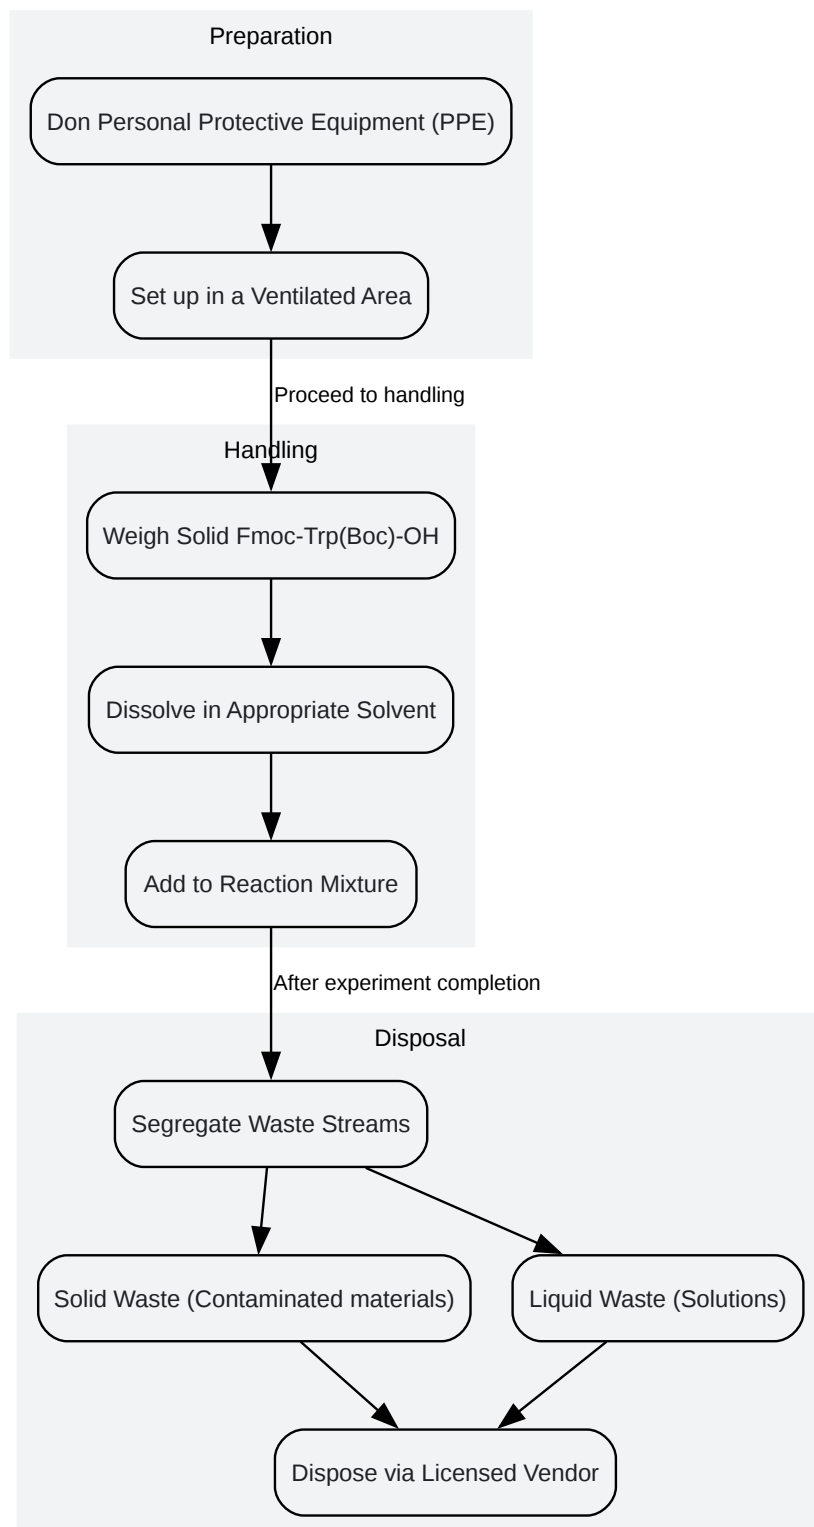 Preparation
Don Personal Protective Equipment (PPE)
Set up in a Ventilated Area
Proceed to handling
Handling
Weigh Solid Fmoc-Trp(Boc)-OH
Dissolve in Appropriate Solvent
Add to Reaction Mixture
After experiment completion
Disposal
Segregate Waste Streams
Solid Waste (Contaminated materials)
Liquid Waste (Solutions)
Dispose via Licensed Vendor